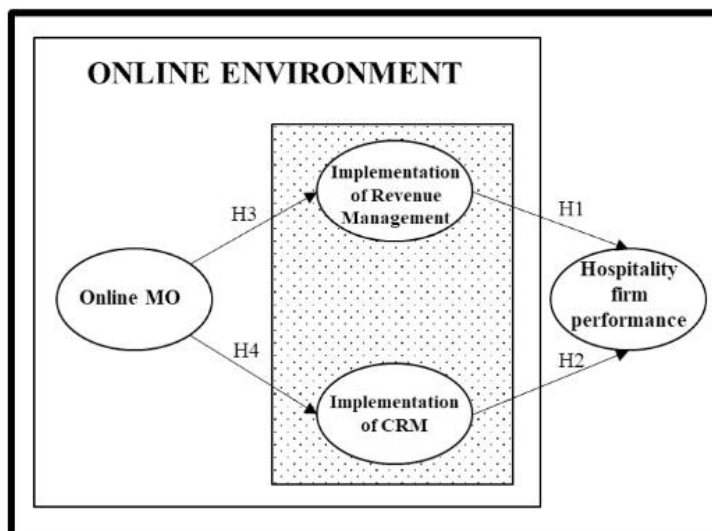 ONLINE ENVIRONMENT
Implementation
of Revenue
Management
H3
H1
Online MO
Hospitality
firm
performance
H4
H2
Implementation
of CRM